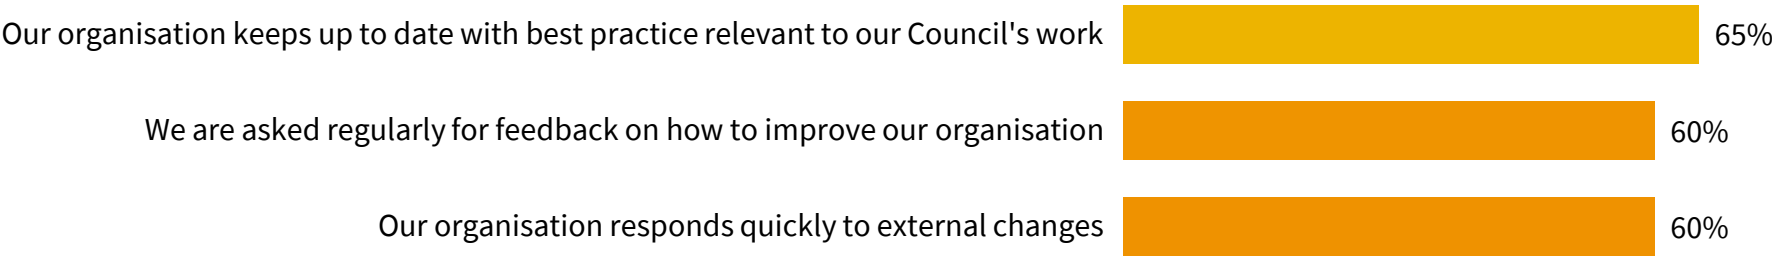 Our organisation keeps up to date with best practice relevant to our Council's work 65%
We are asked regularly for feedback on how to improve our organisation 60%
Our organisation responds quickly to external changes 60%